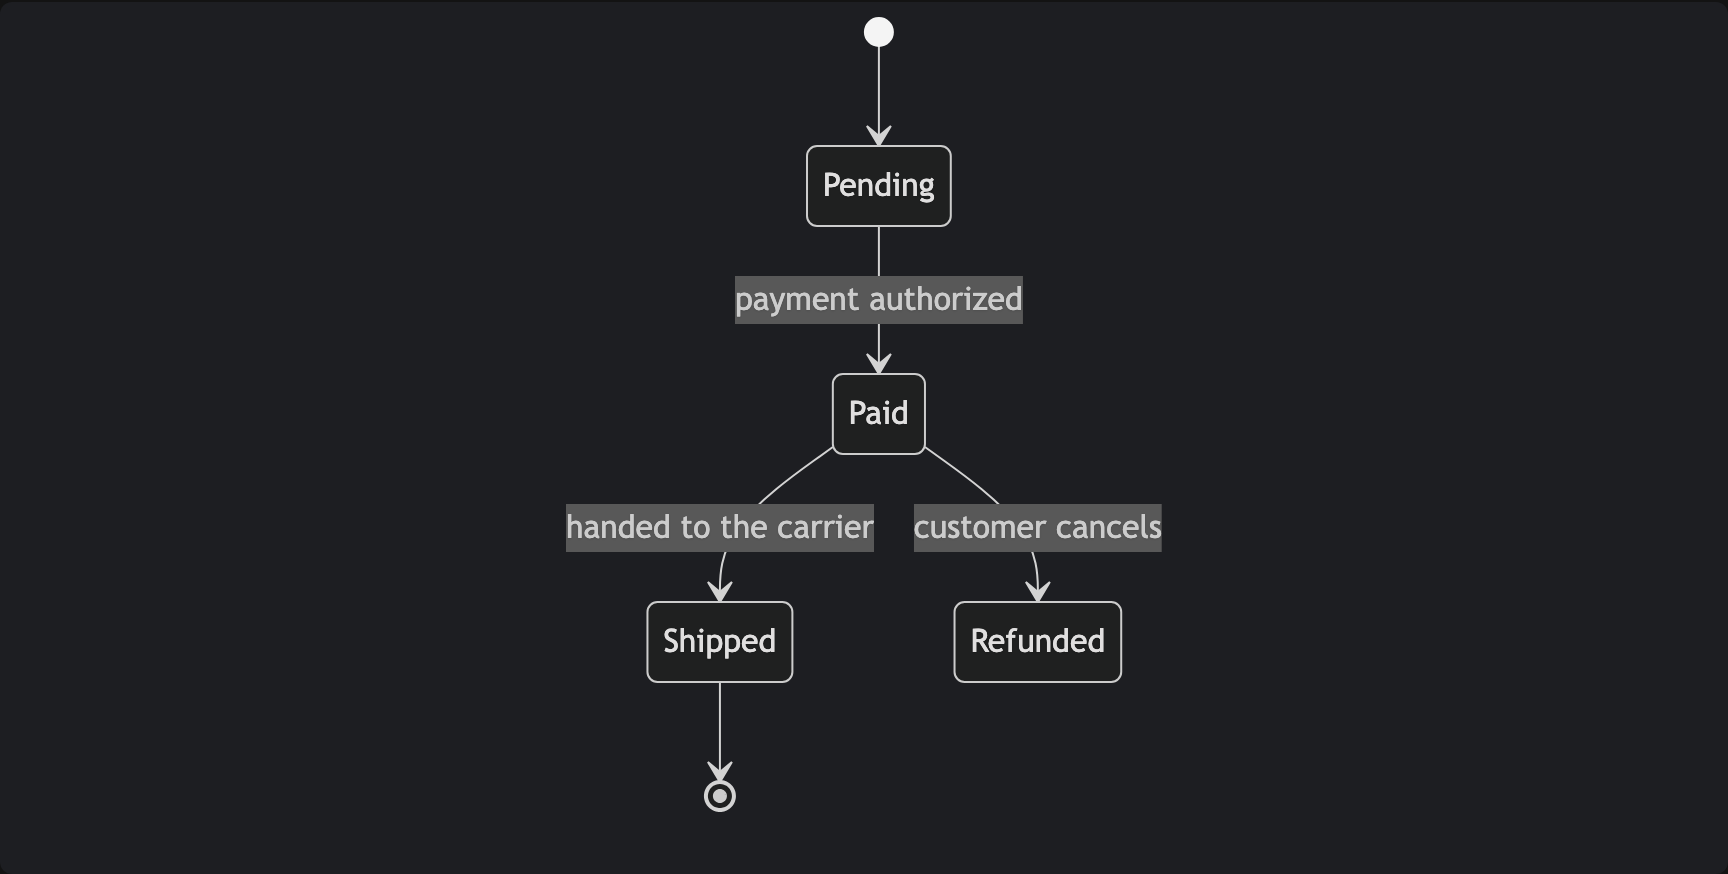 Pending
payment authorized
Paid
handed to the carrier
customer cancels
Shipped
Refunded